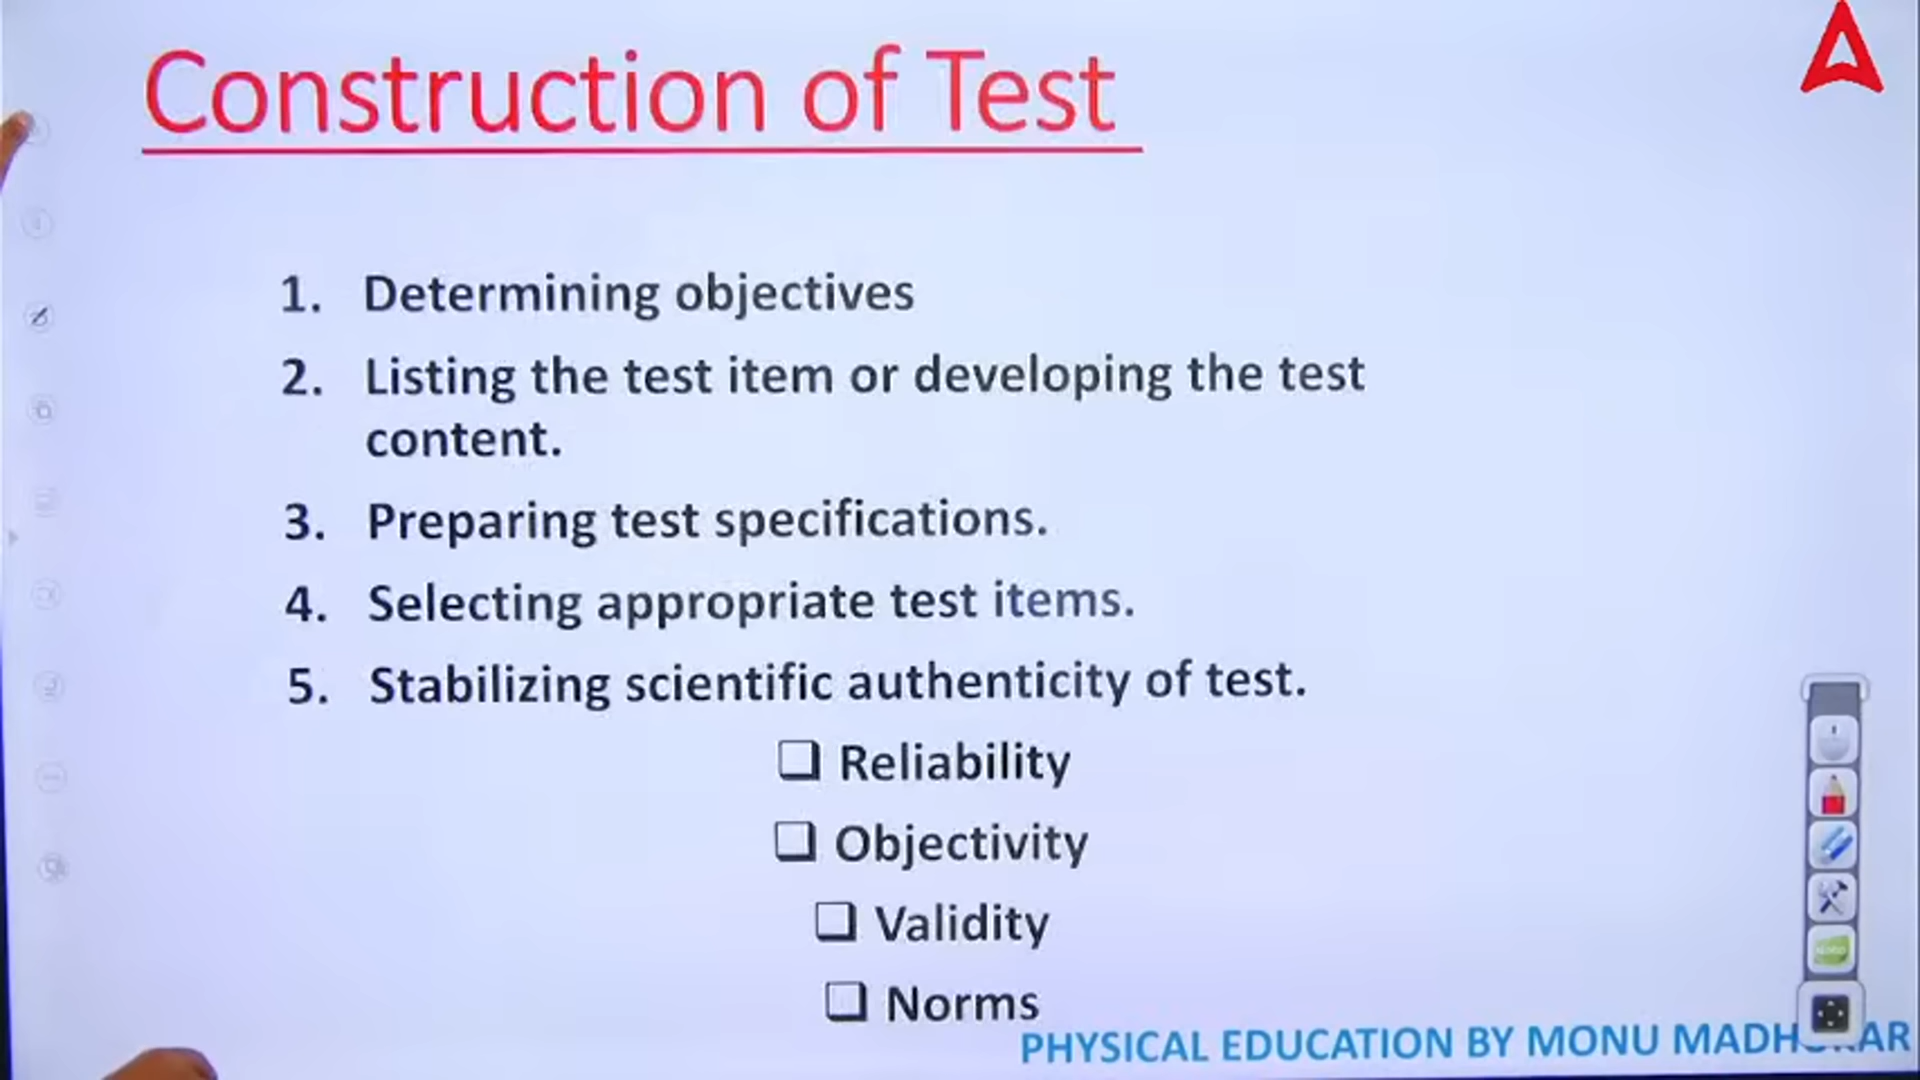 Construction of Test
1. Determining objectives
2. Listing the test item or developing the test
content.
3. Preparing test specifications.
4. Selecting appropriate test items.
5. Stabilizing scientific authenticity of test.
❑ Reliability
❑ Objectivity
❑ Validity
❑ Norms
PHYSICAL EDUCATION BY MONU